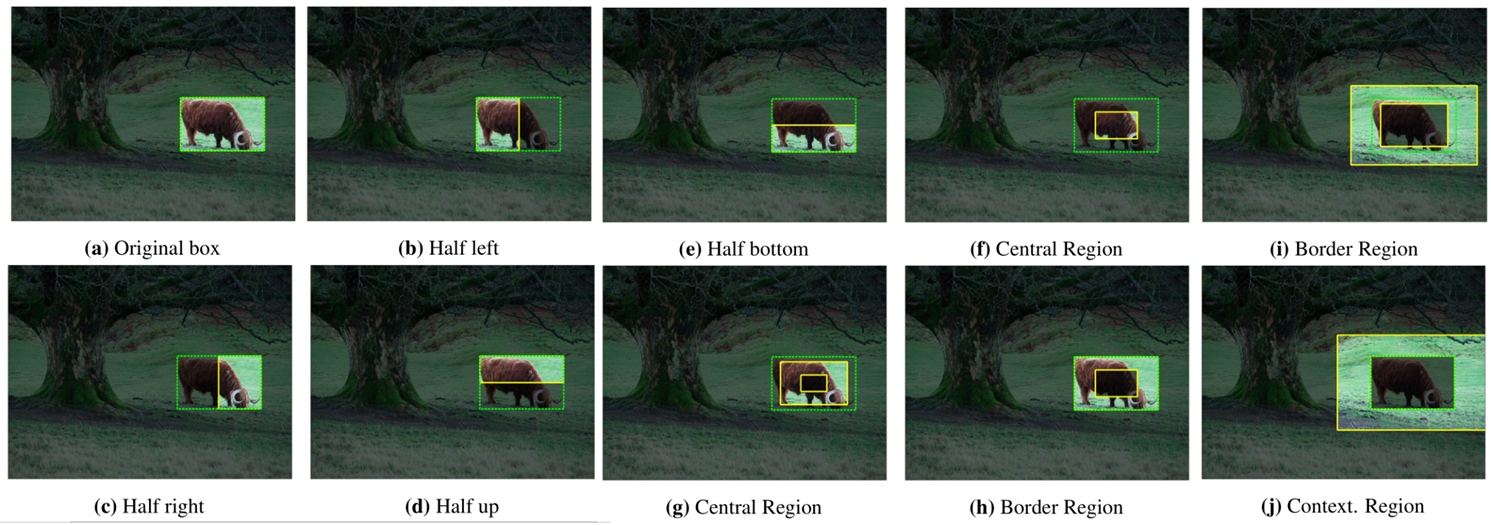 (a) Original box
(b) Half left
(e) Half bottom
(f) Central Region
(i) Border Region
(c) Half right
(d) Half up
(g) Central Region
(h) Border Region
(j) Context. Region